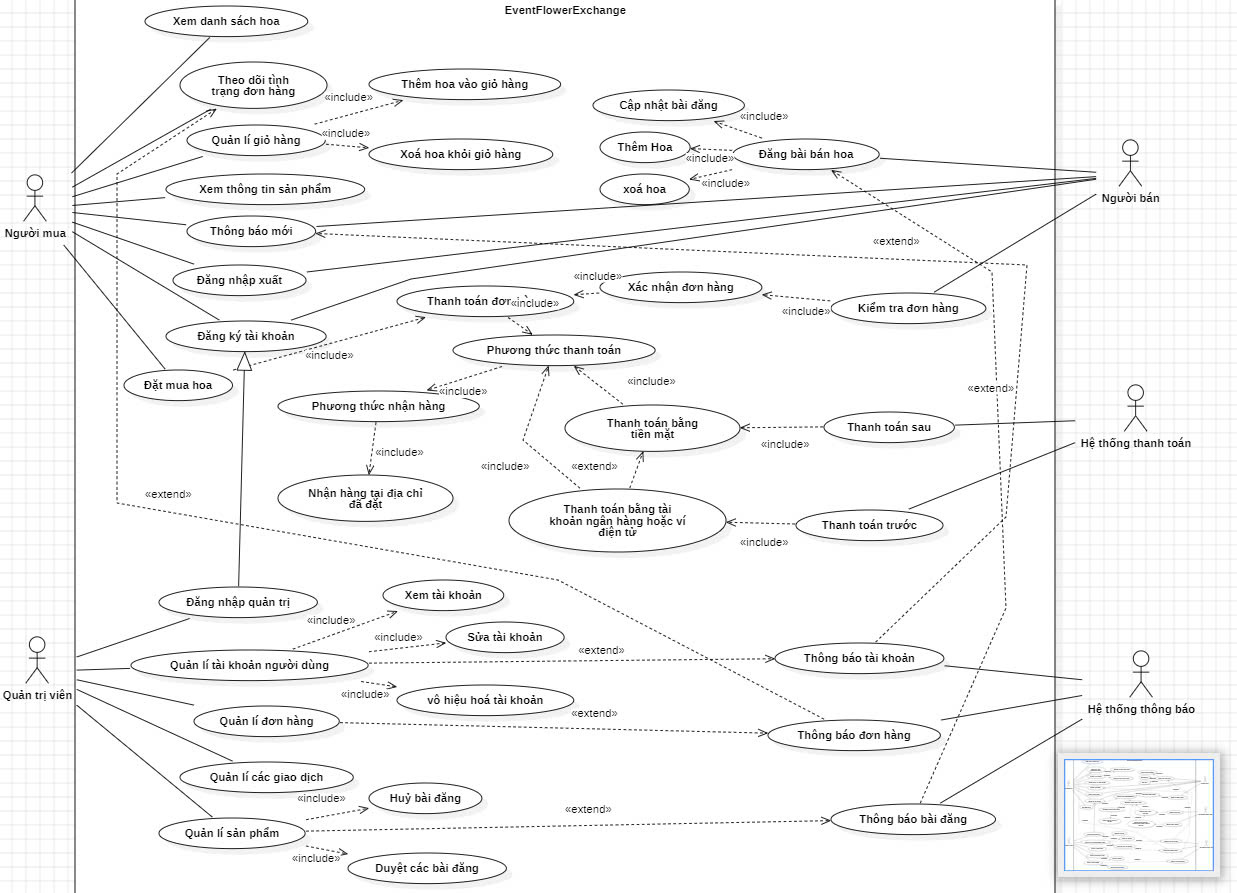 EventFlowerExchange
Xem danh sách hoa
Theo dõi tình
trạng đơn hàng
«include»
Thêm hoa vào giỏ hàng
Quản lí giỏ hàng
«include»
Xoá hoa khỏi giỏ hàng
Cập nhật bài đăng
«include»
Thêm Hoa
«include»
Đăng bài bán hoa
xoá hoa
«include»
Người bán
Xem thông tin sản phẩm
Người mua
Thông báo mới
«extend»
Đăng nhập xuất
«include»
Xác nhận đơn hàng
Thanh toán đơn
«include»
«include»
Kiểm tra đơn hàng
Đăng ký tài khoản
«include»
Phương thức thanh toán
Đặt mua hoa
«include»
«include»
«extend»
Phương thức nhận hàng
Thanh toán bằng
tiền mặt
Thanh toán sau
«include»
Hệ thống thanh toán
«include»
«include»
«extend»
Nhận hàng tại địa chỉ
đã đặt
«extend»
Thanh toán bằng tài
khoản ngân hàng hoặc ví
điện tử
Thanh toán trước
«include»
Đăng nhập quản trị
Xem tài khoản
«include»
«include»
Sửa tài khoản
Quản lí tài khoản người dùng
«extend»
Thông báo tài khoản
Quản trị viên
«include»
vô hiệu hoá tài khoản
Hệ thống thông báo
Quản lí đơn hàng
«extend»
Thông báo đơn hàng
Quản lí các giao dịch
«include»
Huỷ bài đăng
Quản lí sản phẩm
«extend»
Thông báo bài đăng
«include»
Duyệt các bài đăng